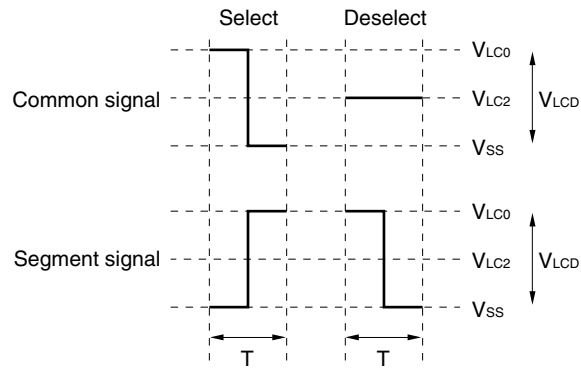 Select Deselect
VLC0
Common signal VLC2 VLCD
VSS
VLC0
Segment signal VLC2 VLCD
VSS
T T